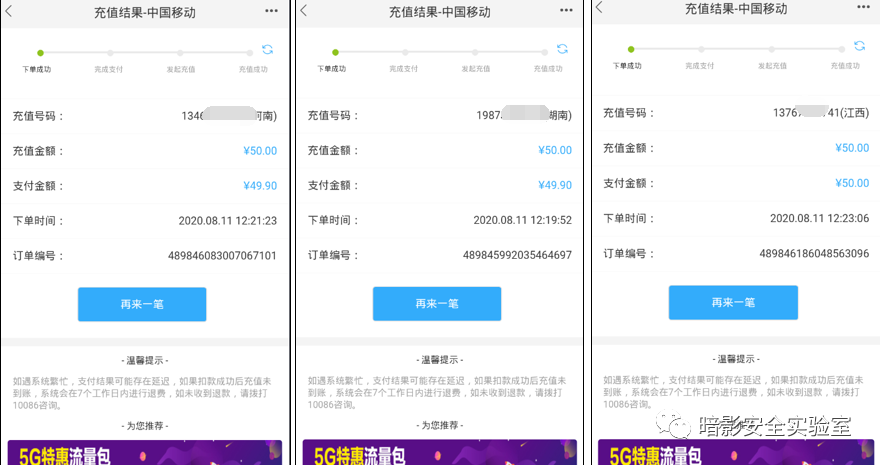 充值结果-中国移动
下单成功 完成支付 发起充值 充值成功
充值号码： 1346 河南)
充值金额： ¥50.00
支付金额： ¥49.90
下单时间： 2020.08.11 12:21:23
订单编号： 489846083007067101
再来一笔
- 温馨提示 -
如遇系统繁忙，支付结果可能存在延迟，如果扣款成功后充值未
到账，系统会在7个工作日内进行退费，如未收到退款，请拨打
10086咨询。
- 为您推荐 -
5G特惠流量包
充值结果-中国移动
下单成功 完成支付 发起充值 充值成功
充值号码： 1987 湖南)
充值金额： ¥50.00
支付金额： ¥49.90
下单时间： 2020.08.11 12:19:52
订单编号： 489845992035464697
再来一笔
- 温馨提示 -
如遇系统繁忙，支付结果可能存在延迟，如果扣款成功后充值未
到账，系统会在7个工作日内进行退费，如未收到退款，请拨打
10086咨询。
- 为您推荐 -
5G特惠流量包
充值结果-中国移动
下单成功 完成支付 发起充值 充值成功
充值号码： 1376 41(江西)
充值金额： ¥50.00
支付金额： ¥50.00
下单时间： 2020.08.11 12:23:06
订单编号： 489846186048563096
再来一笔
- 温馨提示 -
如遇系统繁忙，支付结果可能存在延迟，如果扣款成功后充值未
到账，系统会在7个工作日内进行退费，如未收到退款，请拨打
10086咨询。
暗影安全实验室
5G特惠流量包